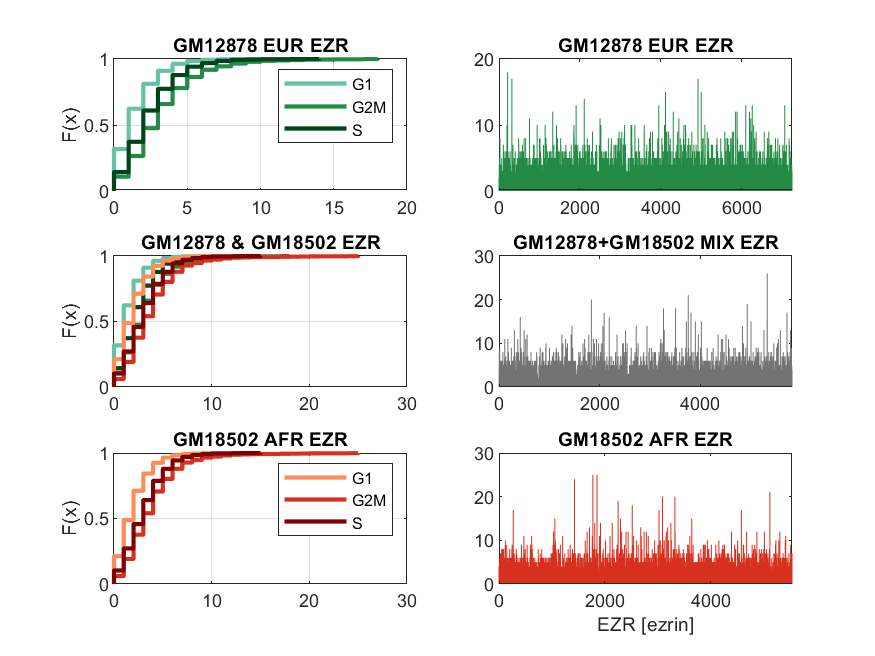 GM12878 EUR EZR
1
0.5
0
F(x)
0 5 10 15 20
G1
G2M
S
GM12878 EUR EZR
20
10
0
0 2000 4000 6000
GM12878 & GM18502 EZR
1
0.5
0
F(x)
0 10 20 30
GM12878+GM18502 MIX EZR
30
20
10
0
0 2000 4000
GM18502 AFR EZR
1
0.5
0
F(x)
0 10 20 30
G1
G2M
S
GM18502 AFR EZR
30
20
10
0
0 2000 4000
EZR [ezrin]